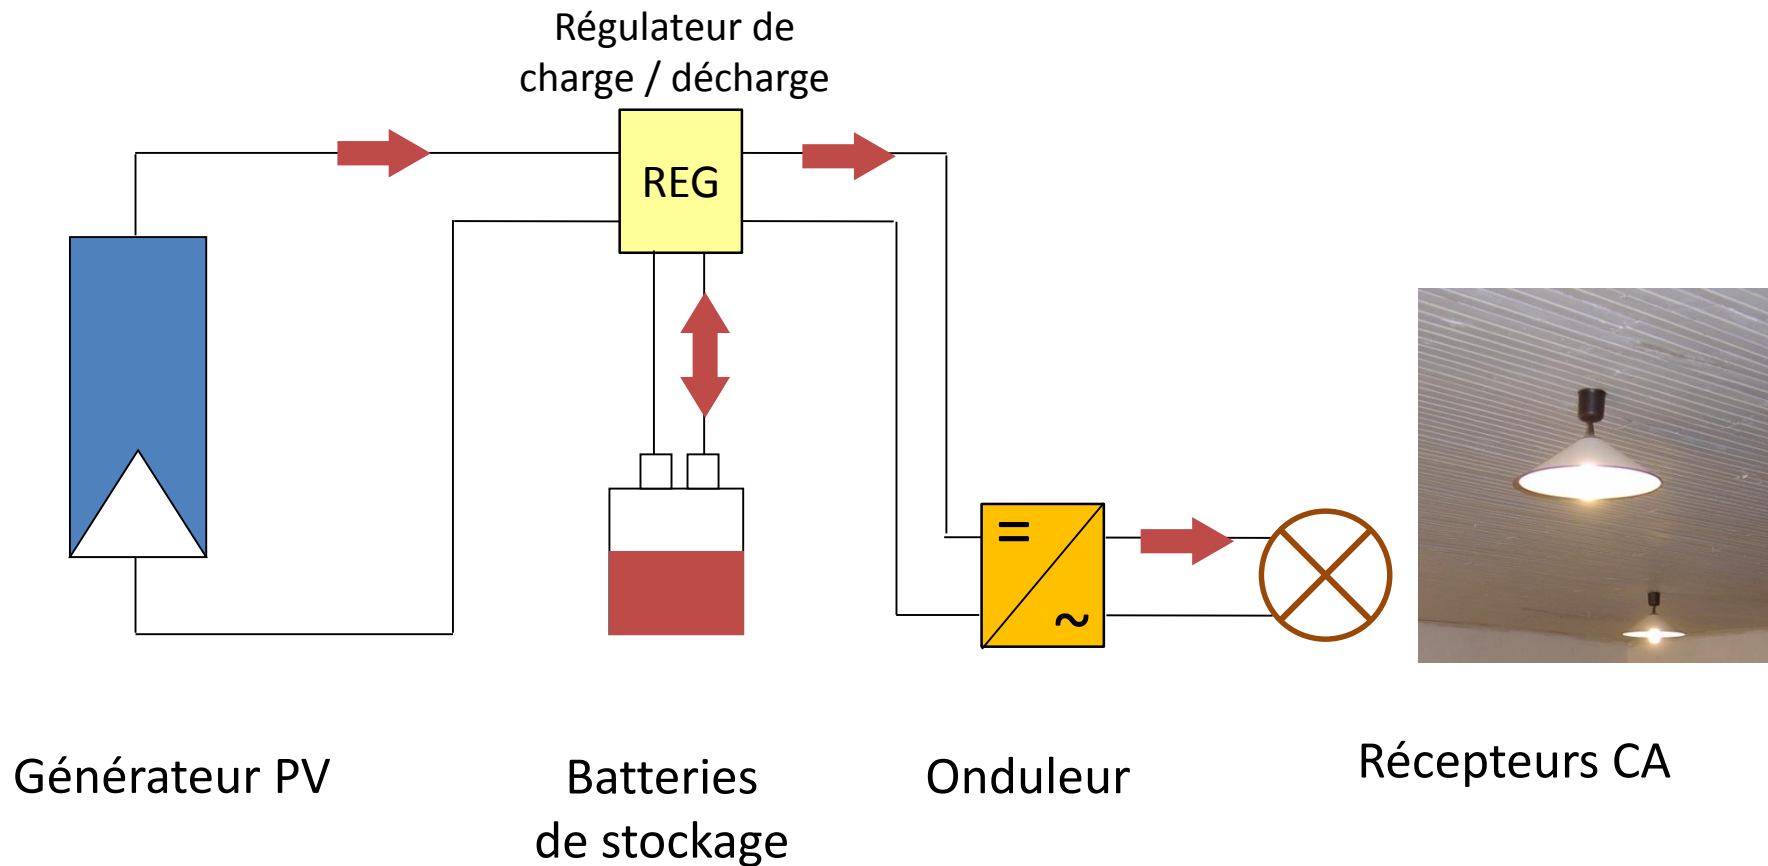 Régulateur de
charge / décharge
REG
=
~
Générateur PV
Batteries
de stockage
Onduleur
Récepteurs CA